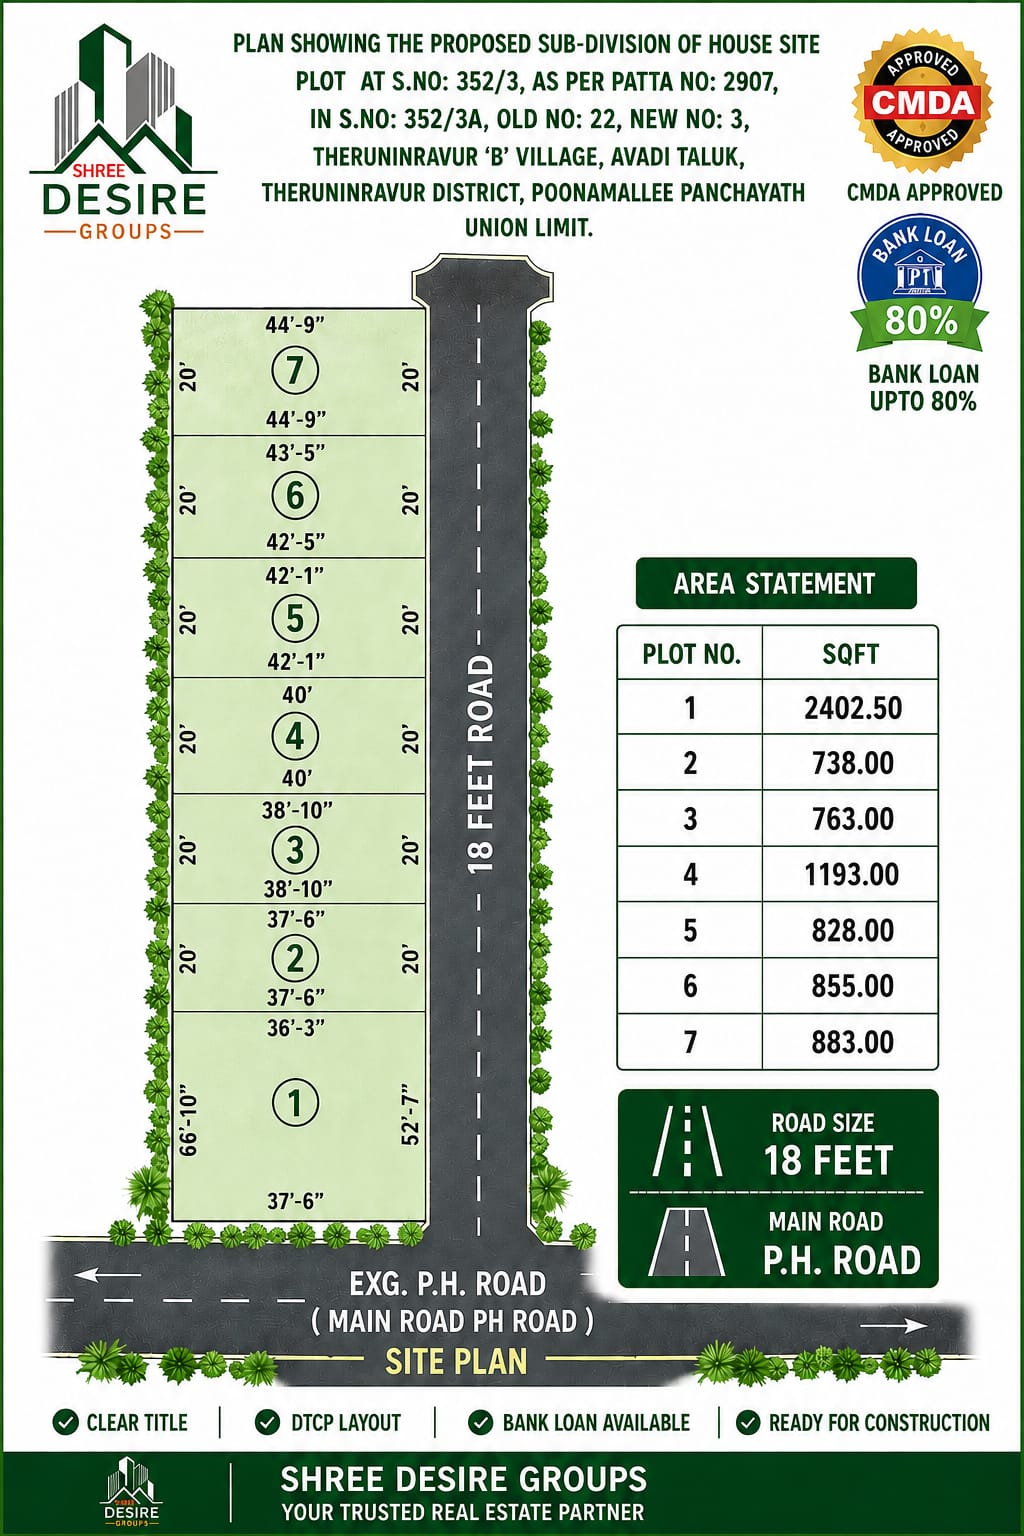 SHREE
DESIRE
GROUPS
PLAN SHOWING THE PROPOSED SUB-DIVISION OF HOUSE SITE
PLOT AT S.NO: 352/3, AS PER PATTA NO: 2907,
IN S.NO: 352/3A, OLD NO: 22, NEW NO: 3,
THERUNINRAVUR ‘B’ VILLAGE, AVADI TALUK,
THERUNINRAVUR DISTRICT, POONAMALLEE PANCHAYATH
UNION LIMIT.
APPROVED
CMDA
APPROVED
CMDA APPROVED
BANK LOAN
PT
80%
BANK LOAN
UPTO 80%
44’-9”
20’ 7 20’
44’-9”
43’-5”
20’ 6 20’
42’-5”
42’-1”
20’ 5 20’
42’-1”
40’
20’ 4 20’
40’
38’-10”
20’ 3 20’
38’-10”
37’-6”
20’ 2 20’
37’-6”
36’-3”
66’-10” 1 52’-7”
37’-6”
18 FEET ROAD
AREA STATEMENT
PLOT NO. SQFT
1 2402.50
2 738.00
3 763.00
4 1193.00
5 828.00
6 855.00
7 883.00
ROAD SIZE
18 FEET
MAIN ROAD
P.H. ROAD
EXG. P.H. ROAD
( MAIN ROAD PH ROAD )
SITE PLAN
CLEAR TITLE
DTCP LAYOUT
BANK LOAN AVAILABLE
READY FOR CONSTRUCTION
SHREE
DESIRE
GROUPS
SHREE DESIRE GROUPS
YOUR TRUSTED REAL ESTATE PARTNER